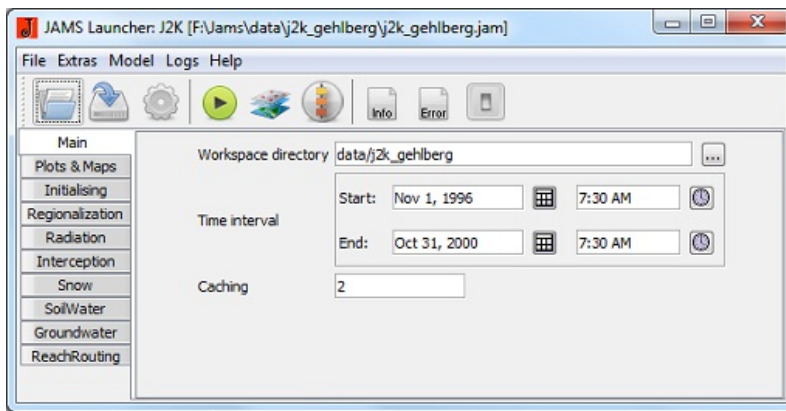 JAMS Launcher: J2K [F:\Jams\data\j2k_gehlberg\j2k_gehlberg.jam]
File Extras Model Logs Help
Info Error
Main
Plots & Maps
Initialising
Regionalization
Radiation
Interception
Snow
SoilWater
Groundwater
ReachRouting
Workspace directory data/j2k_gehlberg ...
Time interval
Start: Nov 1, 1996 7:30 AM
End: Oct 31, 2000 7:30 AM
Caching 2